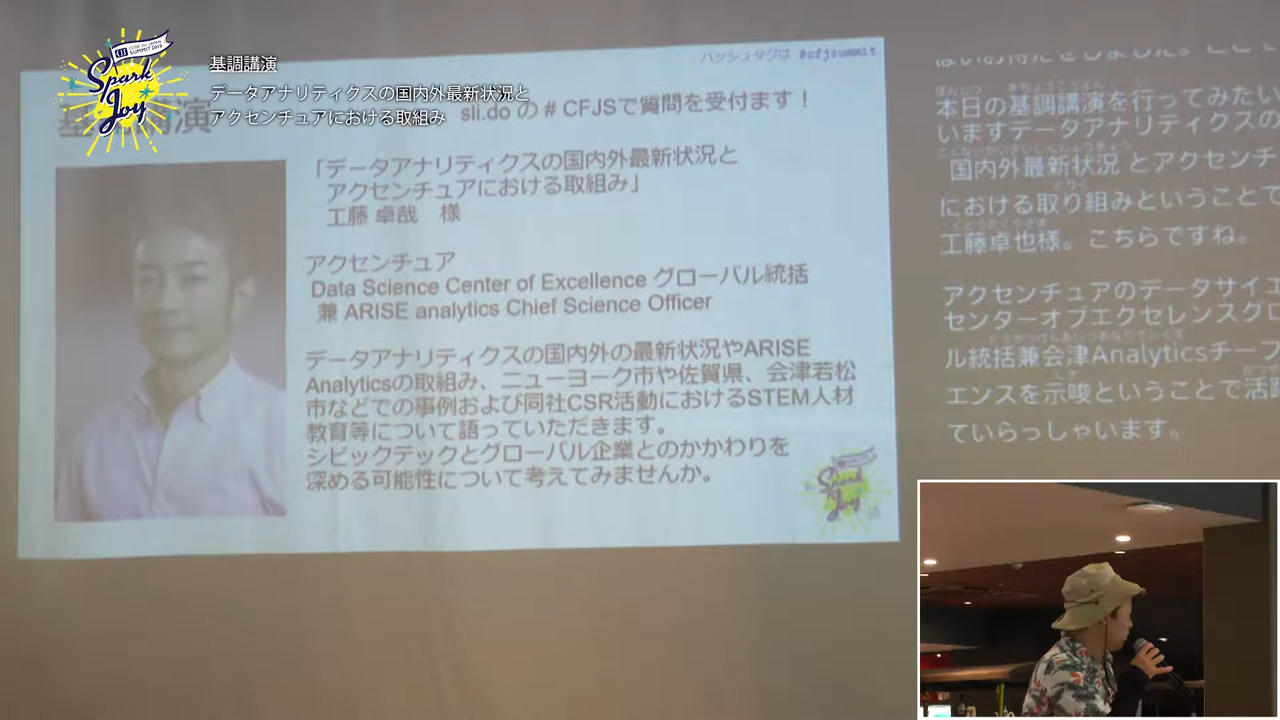 CODE for JAPAN
SUMMIT 2019
Spark
Joy
基調講演
データアナリティクスの国内外最新状況と
アクセンチュアにおける取組み
ハッシュタグは #cfjsummit
基調講演
sli.do の # CFJSで質問を受付ます！
「データアナリティクスの国内外最新状況と
アクセンチュアにおける取組み」
工藤 卓哉 様
アクセンチュア
Data Science Center of Excellence グローバル統括
兼 ARISE analytics Chief Science Officer
データアナリティクスの国内外の最新状況やARISE
Analyticsの取組み、ニューヨーク市や佐賀県、会津若松
市などでの事例および同社CSR活動におけるSTEM人材
教育等について語っていただきます。
シビックテックとグローバル企業とのかかわりを
深める可能性について考えてみませんか。
Spark
Joy
本日の基調講演を行ってみたい
いますデータアナリティクスの
国内外最新状況 とアクセンチ
における取り組みということで
工藤卓也様。こちらですね。
アクセンチュアのデータサイエ
センターオブエクセレンスグロ
ル統括兼会津Analyticsチーフ
エンスを示唆ということで活躍
ていらっしゃいます。